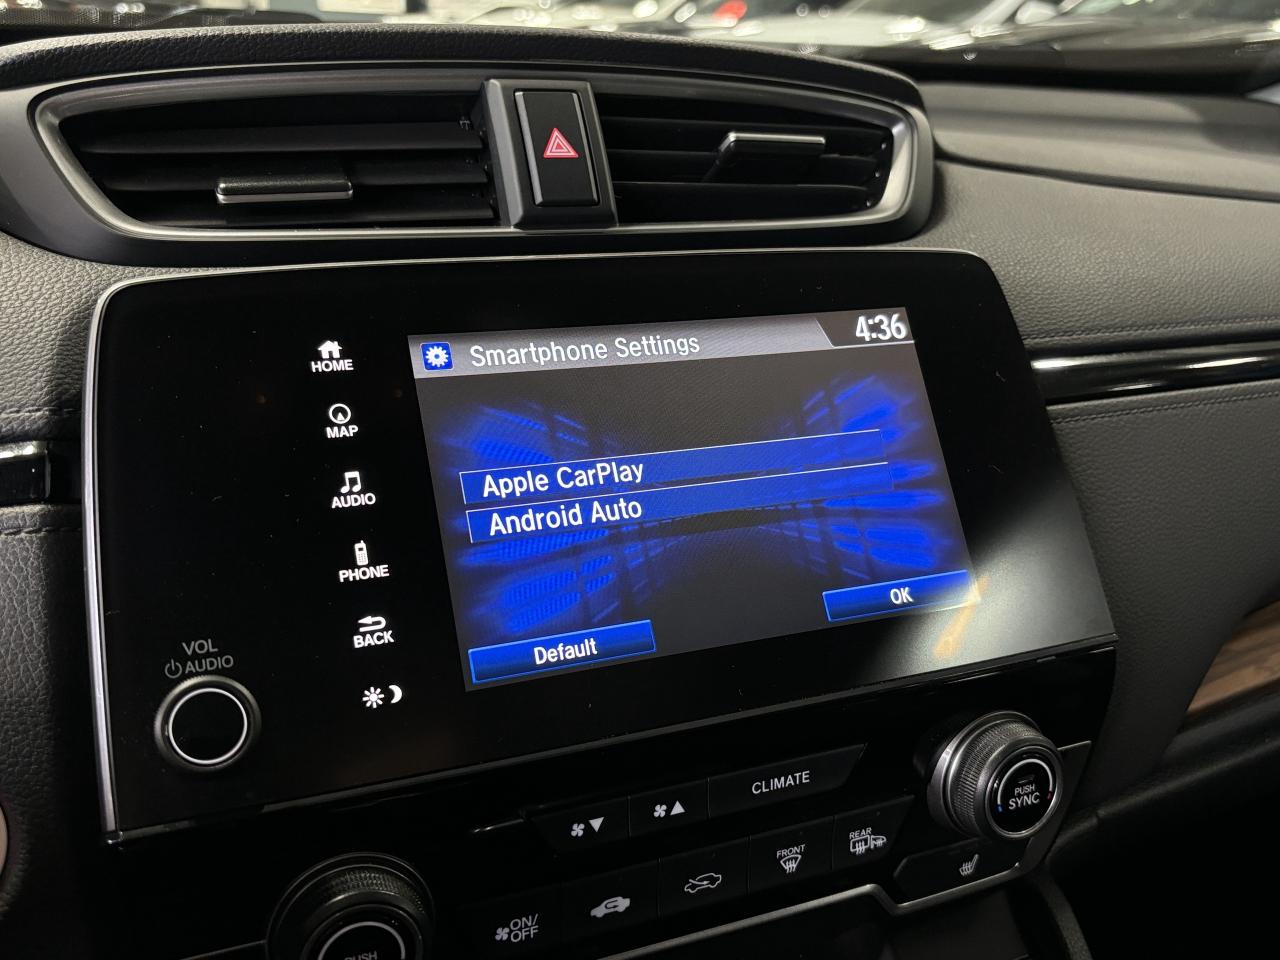 Smartphone Settings
4:36
HOME
MAP
AUDIO
PHONE
BACK
Apple CarPlay
Android Auto
Default
OK
VOL
AUDIO
CLIMATE
PUSH
SYNC
FRONT
REAR
ON/
OFF
PUSH